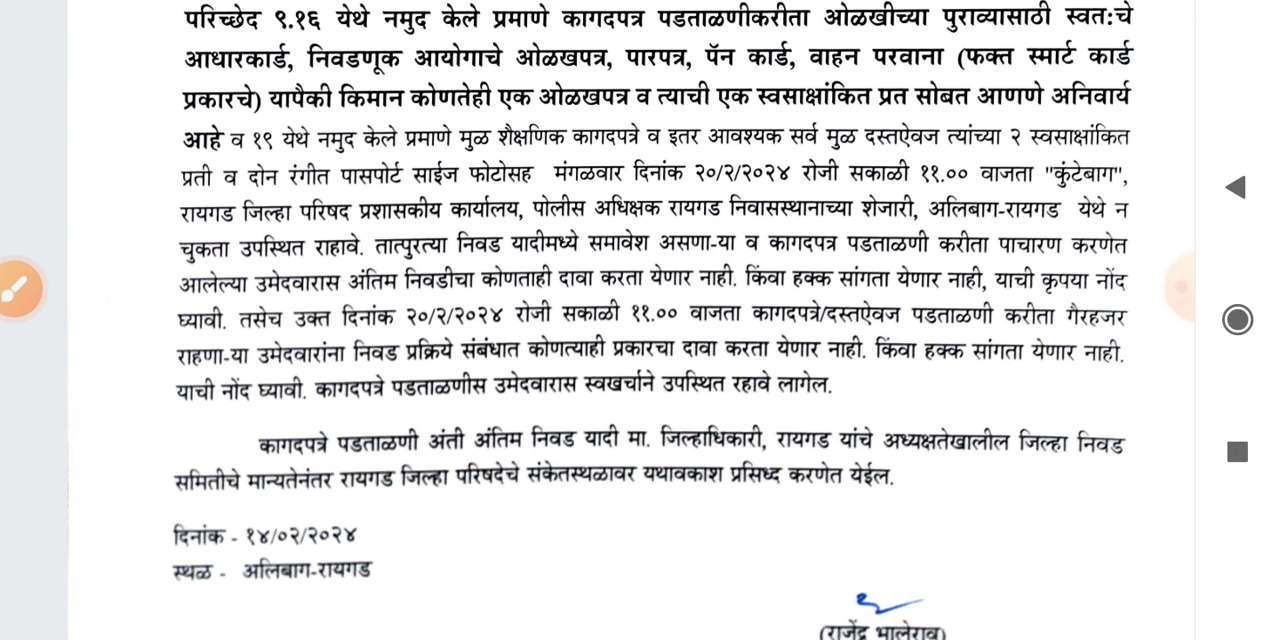 परिच्छेद ९.१६ येथे नमुद केले प्रमाणे कागदपत्र पडताळणीकरीता ओळखीच्या पुराव्यासाठी स्वतःचे
आधारकार्ड, निवडणूक आयोगाचे ओळखपत्र, पारपत्र, पॅन कार्ड, वाहन परवाना (फक्त स्मार्ट कार्ड
प्रकारचे) यापैकी किमान कोणतेही एक ओळखपत्र व त्याची एक स्वसाक्षांकित प्रत सोबत आणणे अनिवार्य
आहे व १९ येथे नमुद केले प्रमाणे मुळ शैक्षणिक कागदपत्रे व इतर आवश्यक सर्व मुळ दस्तऐवज त्यांच्या २ स्वसाक्षांकित
प्रती व दोन रंगीत पासपोर्ट साईज फोटोसह मंगळवार दिनांक २०/२/२०२४ रोजी सकाळी ११.०० वाजता "कुंटेबाग",
रायगड जिल्हा परिषद प्रशासकीय कार्यालय, पोलीस अधिक्षक रायगड निवासस्थानाच्या शेजारी, अलिबाग-रायगड येथे न
चुकता उपस्थित राहावे. तात्पुरत्या निवड यादीमध्ये समावेश असणा-या व कागदपत्र पडताळणी करीता पाचारण करणेत
आलेल्या उमेदवारास अंतिम निवडीचा कोणताही दावा करता येणार नाही. किंवा हक्क सांगता येणार नाही, याची कृपया नोंद
घ्यावी. तसेच उक्त दिनांक २०/२/२०२४ रोजी सकाळी ११.०० वाजता कागदपत्रे/दस्तऐवज पडताळणी करीता गैरहजर
राहणा-या उमेदवारांना निवड प्रक्रिये संबंधात कोणत्याही प्रकारचा दावा करता येणार नाही. किंवा हक्क सांगता येणार नाही.
याची नोंद घ्यावी. कागदपत्रे पडताळणीस उमेदवारास स्वखर्चाने उपस्थित रहावे लागेल.
कागदपत्रे पडताळणी अंती अंतिम निवड यादी मा. जिल्हाधिकारी, रायगड यांचे अध्यक्षतेखालील जिल्हा निवड
समितीचे मान्यतेनंतर रायगड जिल्हा परिषदेचे संकेतस्थळावर यथावकाश प्रसिध्द करणेत येईल.
दिनांक - १४/०२/२०२४
स्थळ - अलिबाग-रायगड
(राजेंद्र भालेराव)